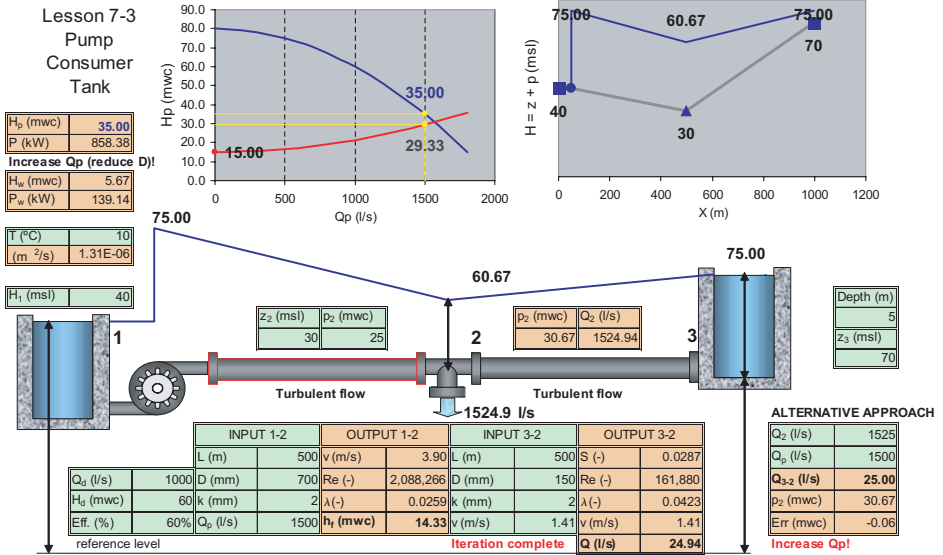 Lesson 7-3
Pump
Consumer
Tank
Hp (mwc) 35.00
P (kW) 858.38
Increase Qp (reduce D)!
Hw (mwc) 5.67
Pw (kW) 139.14
T (ºC) 10
(m 2/s) 1.31E-06
H1 (msl) 40
90.0
80.0
70.0
60.0
50.0
40.0
30.0
20.0
10.0
0.0
Hp (mwc)
35.00
29.33
15.00
0 500 1000 1500 2000
Qp (l/s)
H = z + p (msl)
75.00 60.67 75.00
70
40
30
0 200 400 600 800 1000 1200
X (m)
75.00
60.67
75.00
1
2
3
z2 (msl) p2 (mwc)
30 25
p2 (mwc) Q2 (l/s)
30.67 1524.94
Depth (m)
5
z3 (msl)
70
Turbulent flow
Turbulent flow
1524.9 l/s
Qd (l/s) 1000
Hd (mwc) 60
Eff. (%) 60%
reference level
INPUT 1-2
L (m) 500
D (mm) 700
k (mm) 2
Qp (l/s) 1500
OUTPUT 1-2
v (m/s) 3.90
Re (-) 2,088,266
λ (-) 0.0259
hf (mwc) 14.33
INPUT 3-2
L (m) 500
D (mm) 150
k (mm) 2
v (m/s) 1.41
Iteration complete
OUTPUT 3-2
S (-) 0.0287
Re (-) 161,880
λ (-) 0.0423
v (m/s) 1.41
Q (l/s) 24.94
ALTERNATIVE APPROACH
Q2 (l/s) 1525
Qp (l/s) 1500
Q3-2 (l/s) 25.00
p2 (mwc) 30.67
Err (mwc) -0.06
Increase Qp!